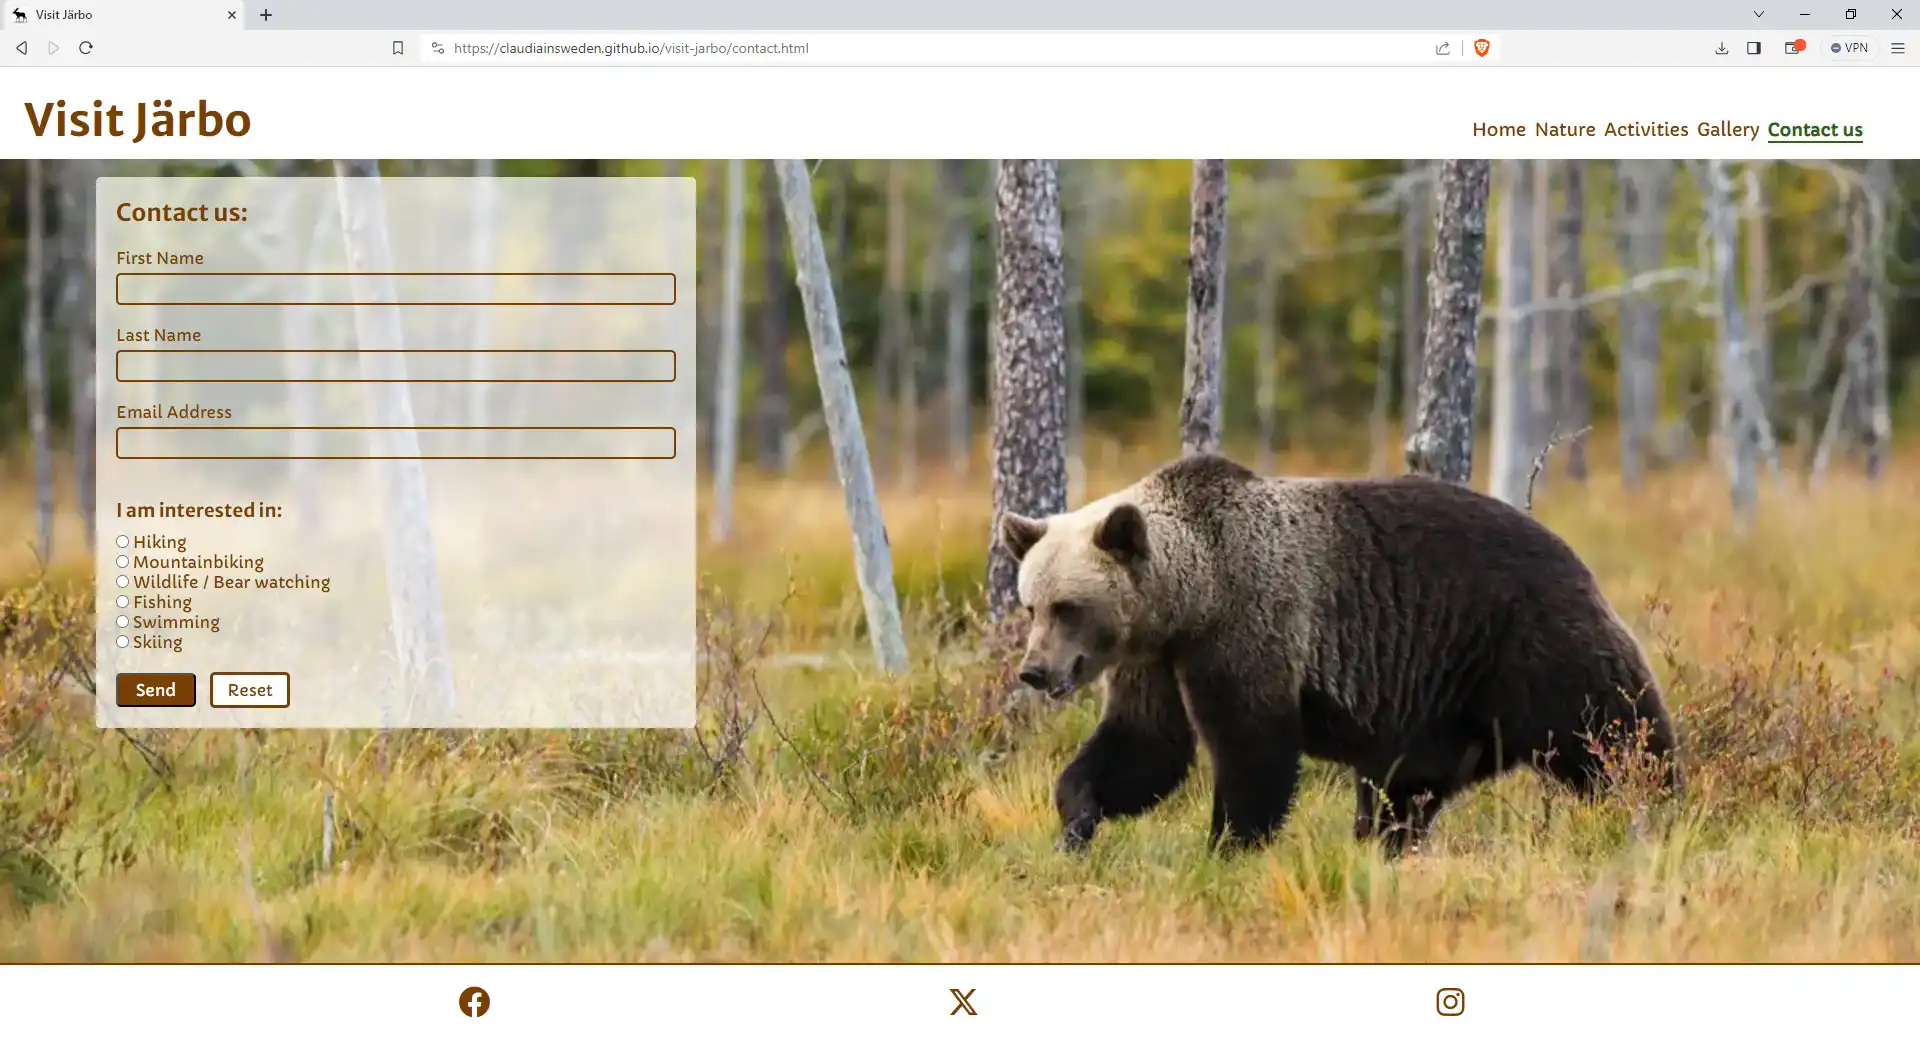 Visit Järbo
https://claudiainsweden.github.io/visit-jarbo/contact.html
VPN
Visit Järbo
Home Nature Activities Gallery Contact us
Contact us:
First Name
Last Name
Email Address
I am interested in:
Hiking
Mountainbiking
Wildlife / Bear watching
Fishing
Swimming
Skiing
Send Reset